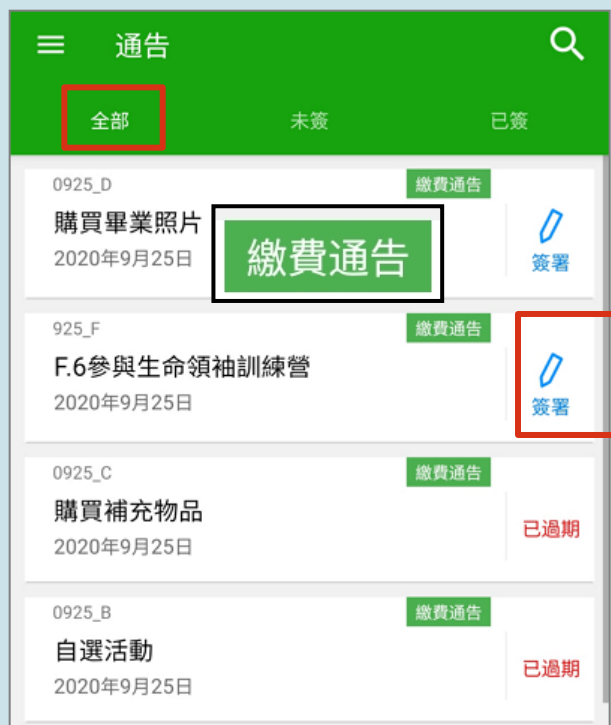 通告
全部 未簽 已簽
0925_D 繳費通告
購買畢業照片
繳費通告
2020年9月25日
簽署
925_F 繳費通告
F.6參與生命領袖訓練營
2020年9月25日
簽署
0925_C 繳費通告
購買補充物品
已過期
2020年9月25日
0925_B 繳費通告
自選活動
已過期
2020年9月25日